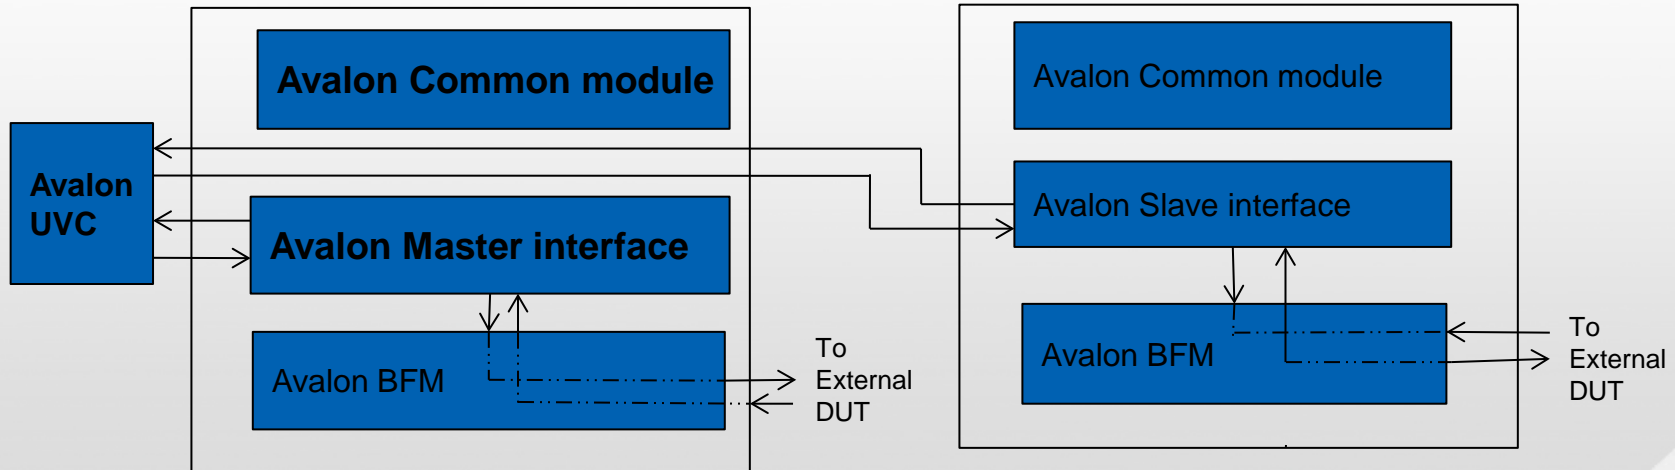 Avalon Common module
Avalon
UVC
Avalon Master interface
Avalon BFM
To
External
DUT
Avalon Common module
Avalon Slave interface
Avalon BFM
To
External
DUT